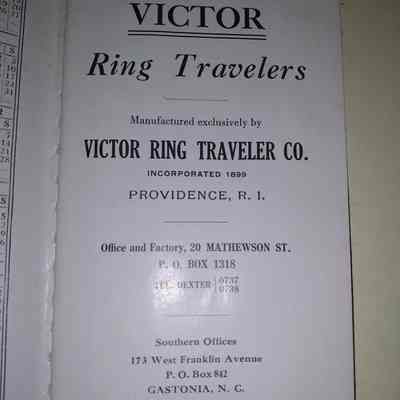 VICTOR
Ring Travelers
Manufactured exclusively by
VICTOR RING TRAVELER CO.
INCORPORATED 1899
PROVIDENCE, R. I.
Office and Factory, 20 MATHEWSON ST.
P. O. BOX 1318
TEL. DEXTER 0737
0738
Southern Offices
173 West Franklin Avenue
P. O. Box 842
GASTONIA, N. C.